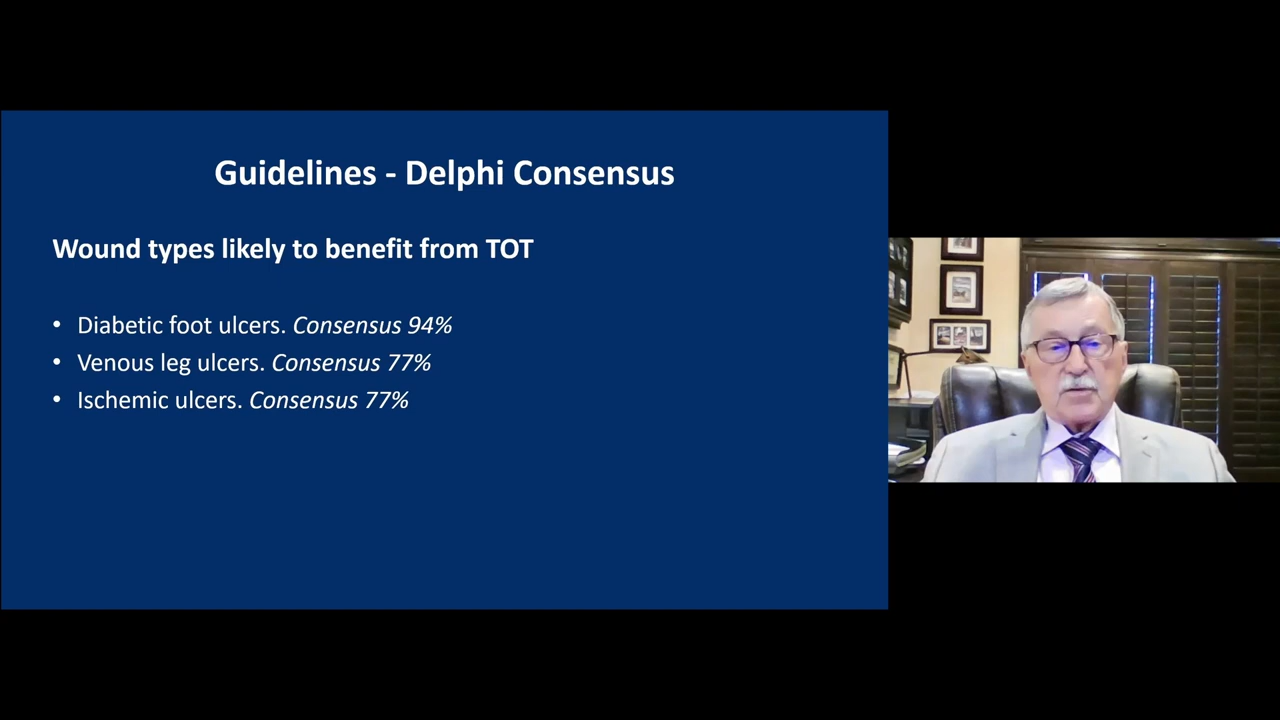 Guidelines - Delphi Consensus
Wound types likely to benefit from TOT
• Diabetic foot ulcers. Consensus 94%
• Venous leg ulcers. Consensus 77%
• Ischemic ulcers. Consensus 77%